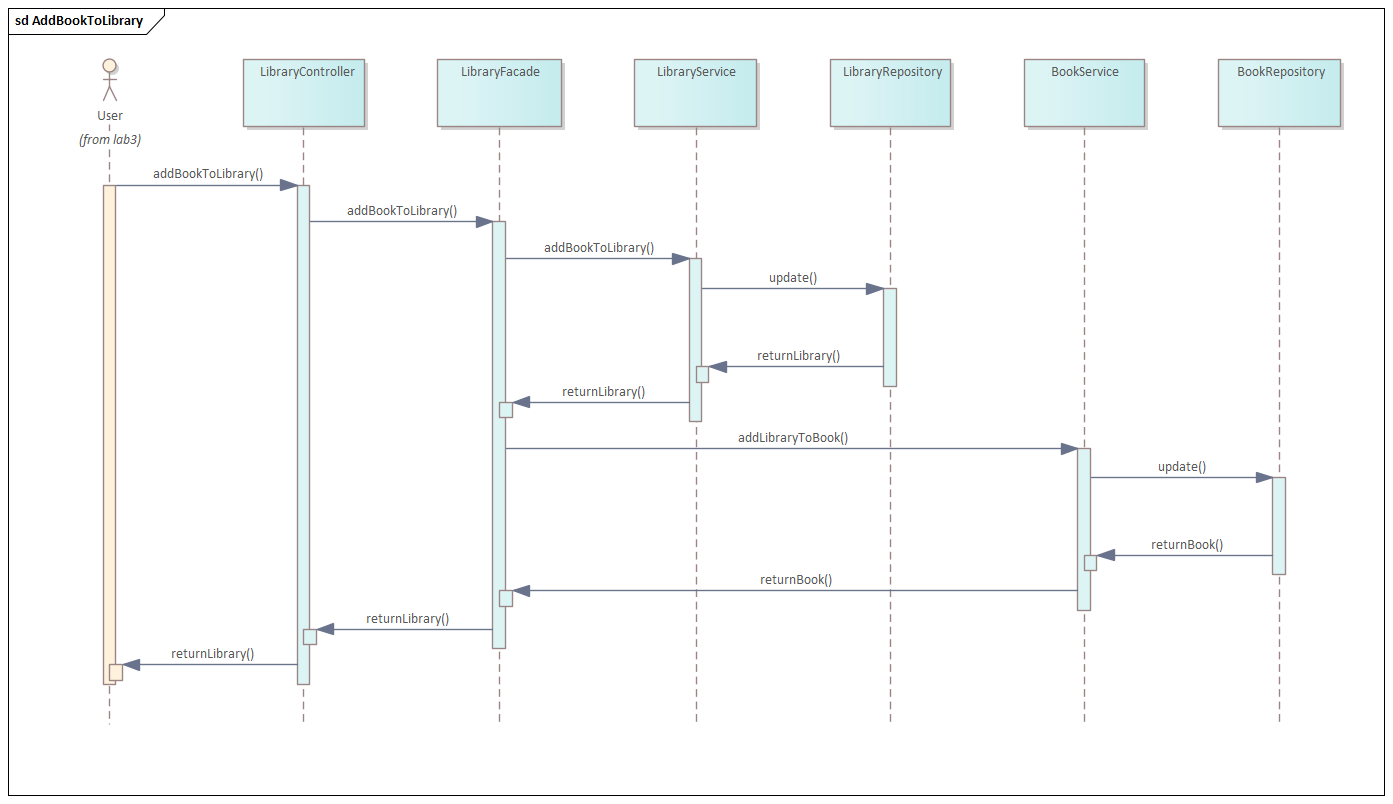 sd AddBookToLibrary
User
(from lab3)
LibraryController
LibraryFacade
LibraryService
LibraryRepository
BookService
BookRepository
addBookToLibrary()
addBookToLibrary()
addBookToLibrary()
update()
returnLibrary()
returnLibrary()
addLibraryToBook()
update()
returnBook()
returnBook()
returnLibrary()
returnLibrary()